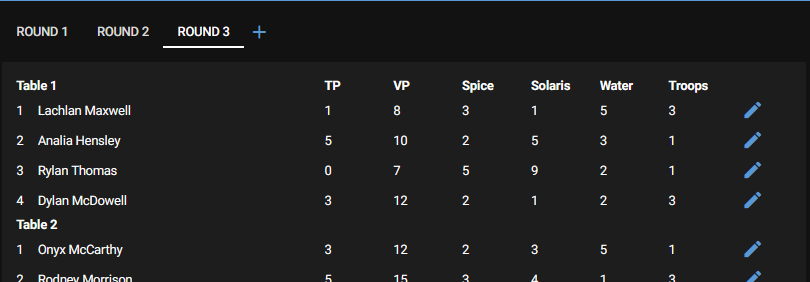 ROUND 1 ROUND 2 ROUND 3 +
Table 1 TP VP Spice Solaris Water Troops
1 Lachlan Maxwell 1 8 3 1 5 3
2 Analia Hensley 5 10 2 5 3 1
3 Rylan Thomas 0 7 5 9 2 1
4 Dylan McDowell 3 12 2 1 2 3
Table 2
1 Onyx McCarthy 3 12 2 3 5 1
2 Rodney Morrison 5 15 3 4 1 3